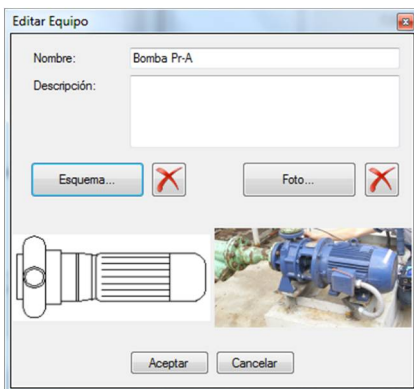 Editar Equipo
Nombre: Bomba Pr-A
Descripción:
Esquema... Foto...
Aceptar Cancelar